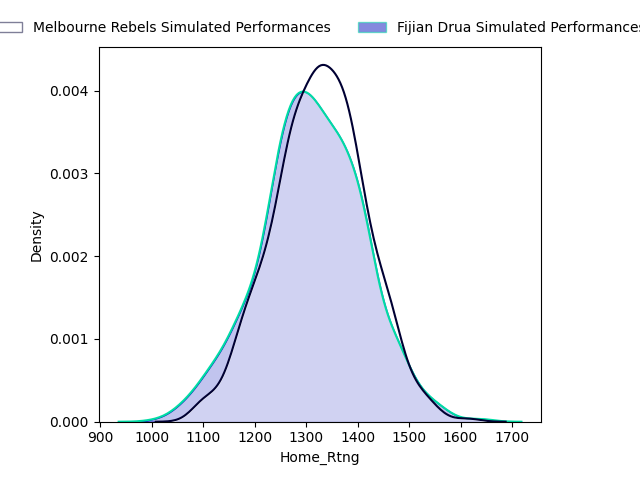 Melbourne Rebels Simulated Performances Fijian Drua Simulated Performances
0.004
0.003
0.002
0.001
0.000
Density
900 1000 1100 1200 1300 1400 1500 1600 1700
Home_Rtng